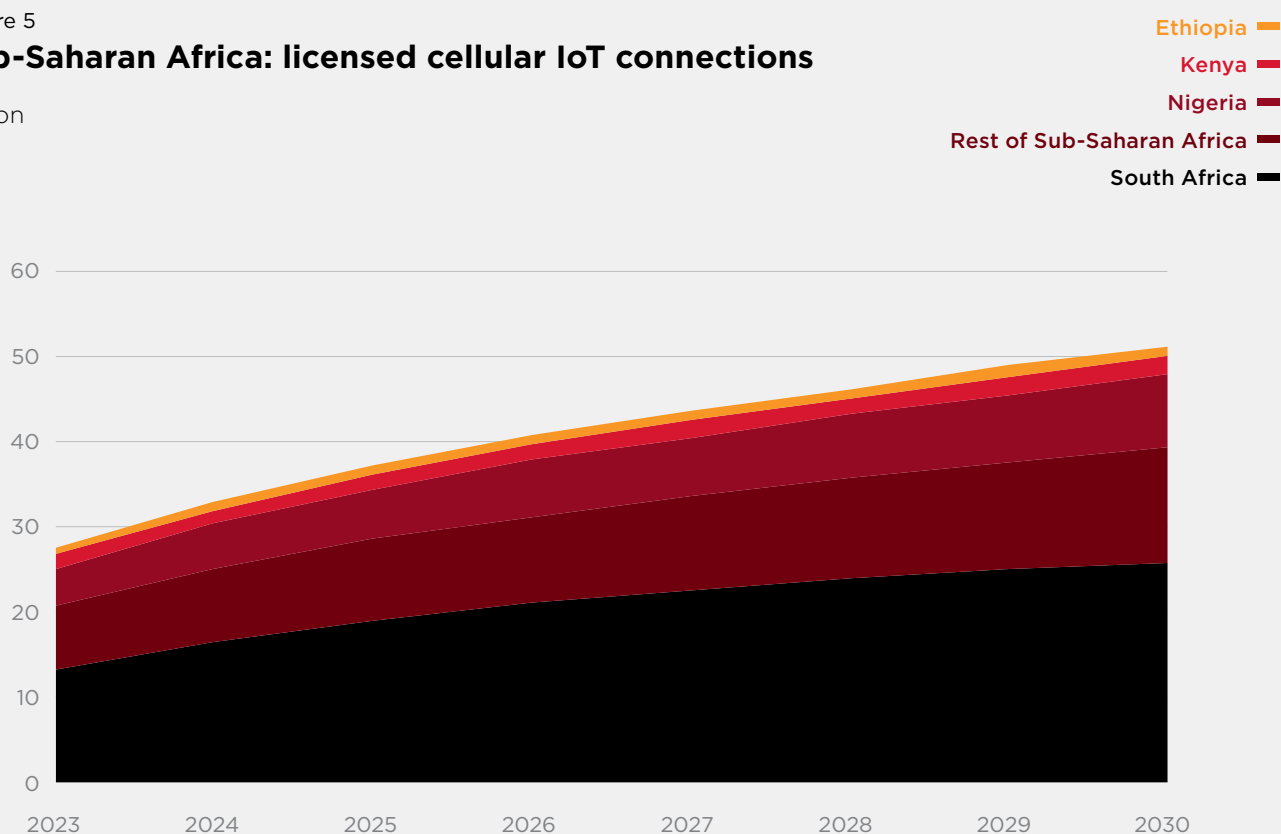 re 5
b-Saharan Africa: licensed cellular IoT connections
on
Ethiopia
Kenya
Nigeria
Rest of Sub-Saharan Africa
South Africa
60
50
40
30
20
10
0
2023 2024 2025 2026 2027 2028 2029 2030